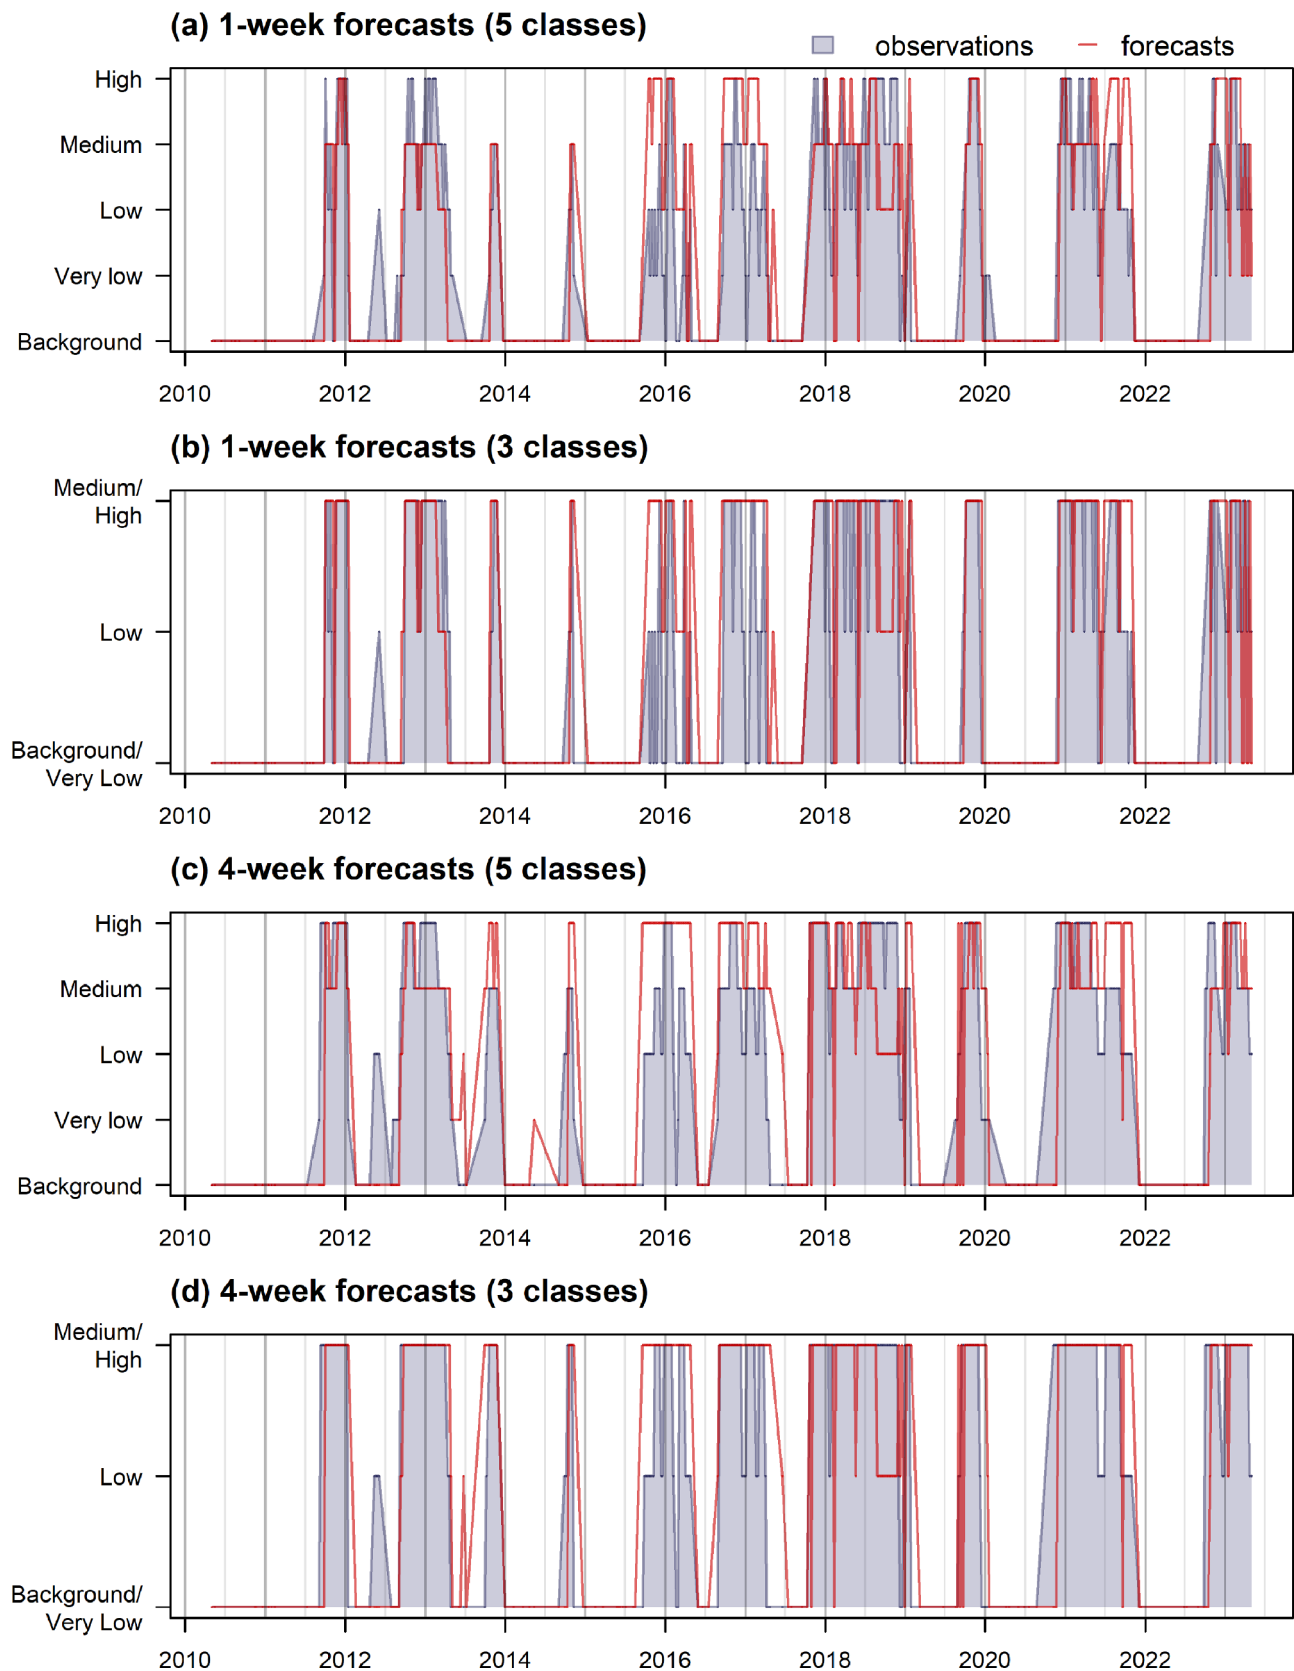 (a) 1-week forecasts (5 classes)
observations
forecasts
High
Medium
Low
Very low
Background
2010 2012 2014 2016 2018 2020 2022
(b) 1-week forecasts (3 classes)
Medium/
High
Low
Background/
Very Low
2010 2012 2014 2016 2018 2020 2022
(c) 4-week forecasts (5 classes)
High
Medium
Low
Very low
Background
2010 2012 2014 2016 2018 2020 2022
(d) 4-week forecasts (3 classes)
Medium/
High
Low
Background/
Very Low
2010 2012 2014 2016 2018 2020 2022